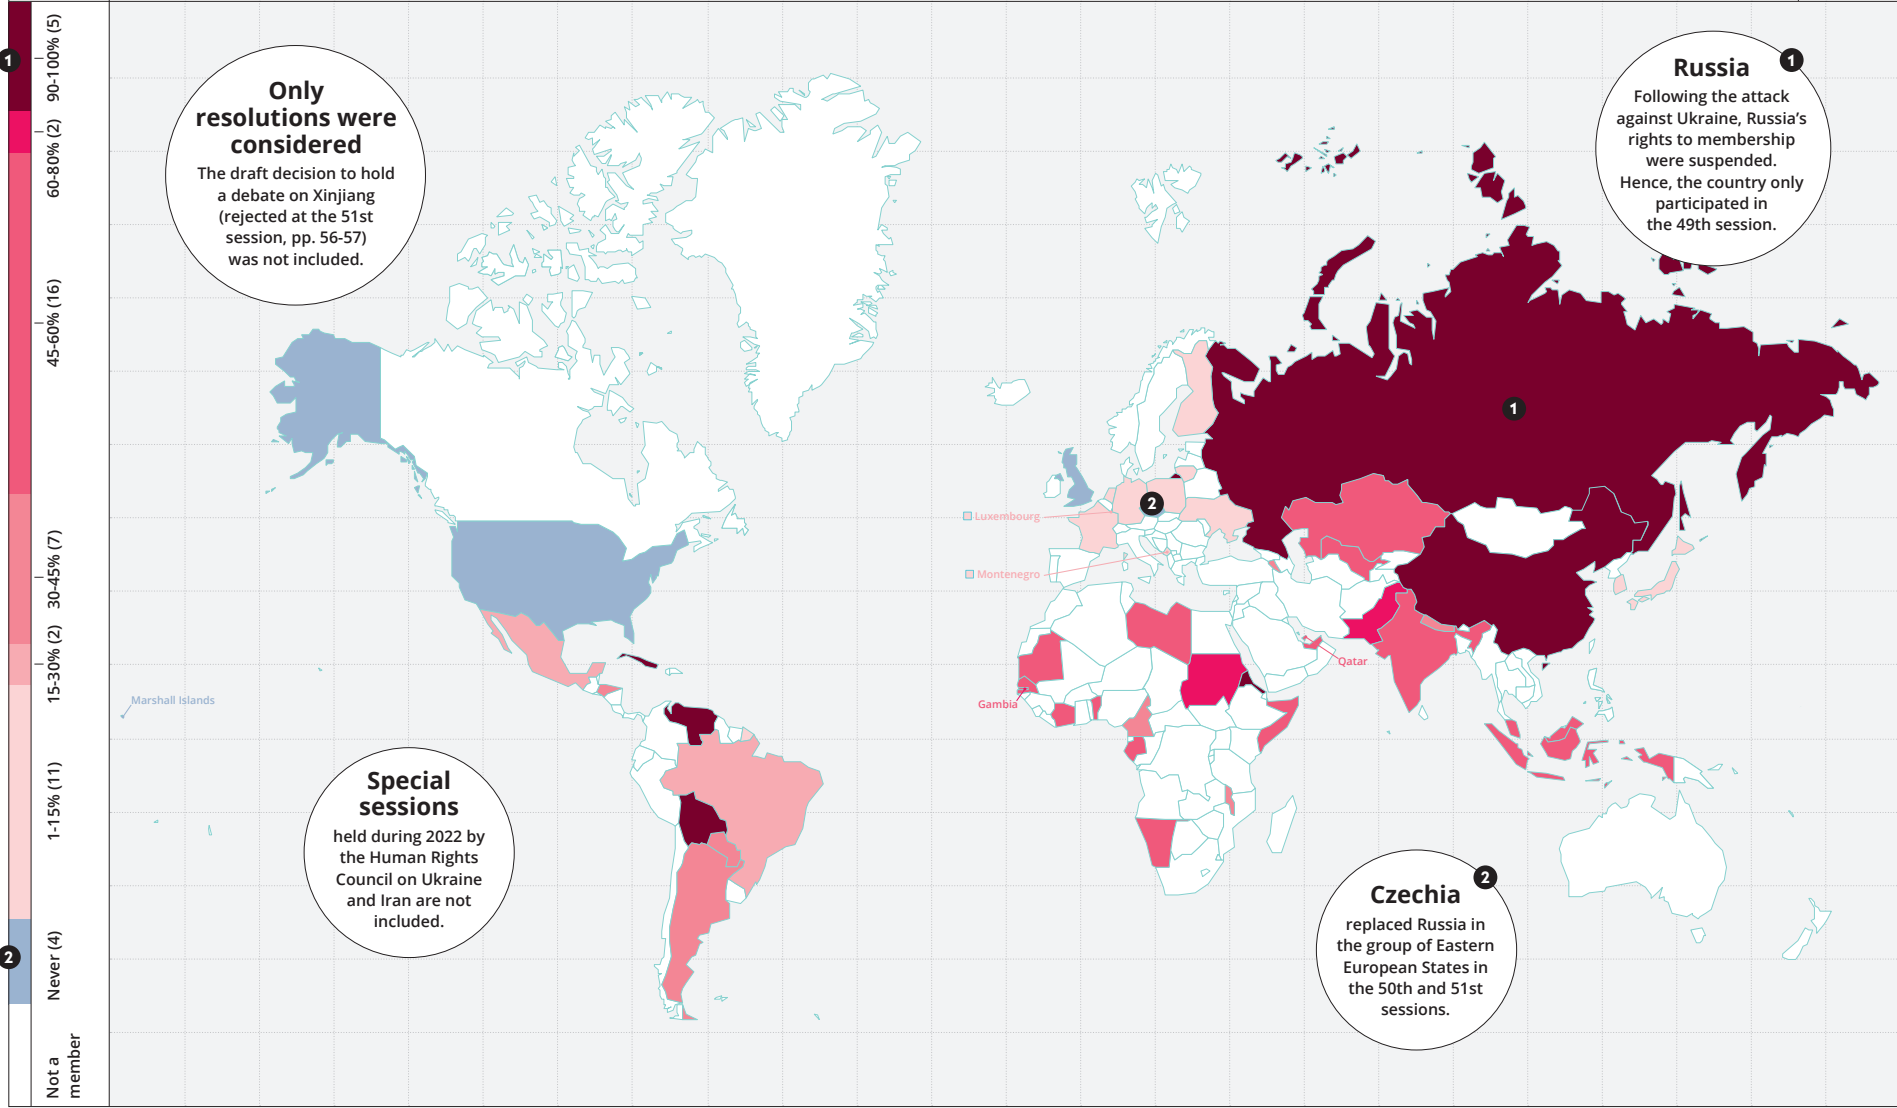 1
90-100% (5)
60-80% (2)
45-60% (16)
30-45% (7)
15-30% (2)
1-15% (11)
2
Never (4)
Not a
member
Only
resolutions were
considered
The draft decision to hold
a debate on Xinjiang
(rejected at the 51st
session, pp. 56-57)
was not included.
Russia
1
Following the attack
against Ukraine, Russia's
rights to membership
were suspended.
Hence, the country only
participated in
the 49th session.
1
2
Luxembourg
Montenegro
Qatar
Gambia
Marshall Islands
Special
sessions
held during 2022 by
the Human Rights
Council on Ukraine
and Iran are not
included.
2
Czechia
replaced Russia in
the group of Eastern
European States in
the 50th and 51st
sessions.